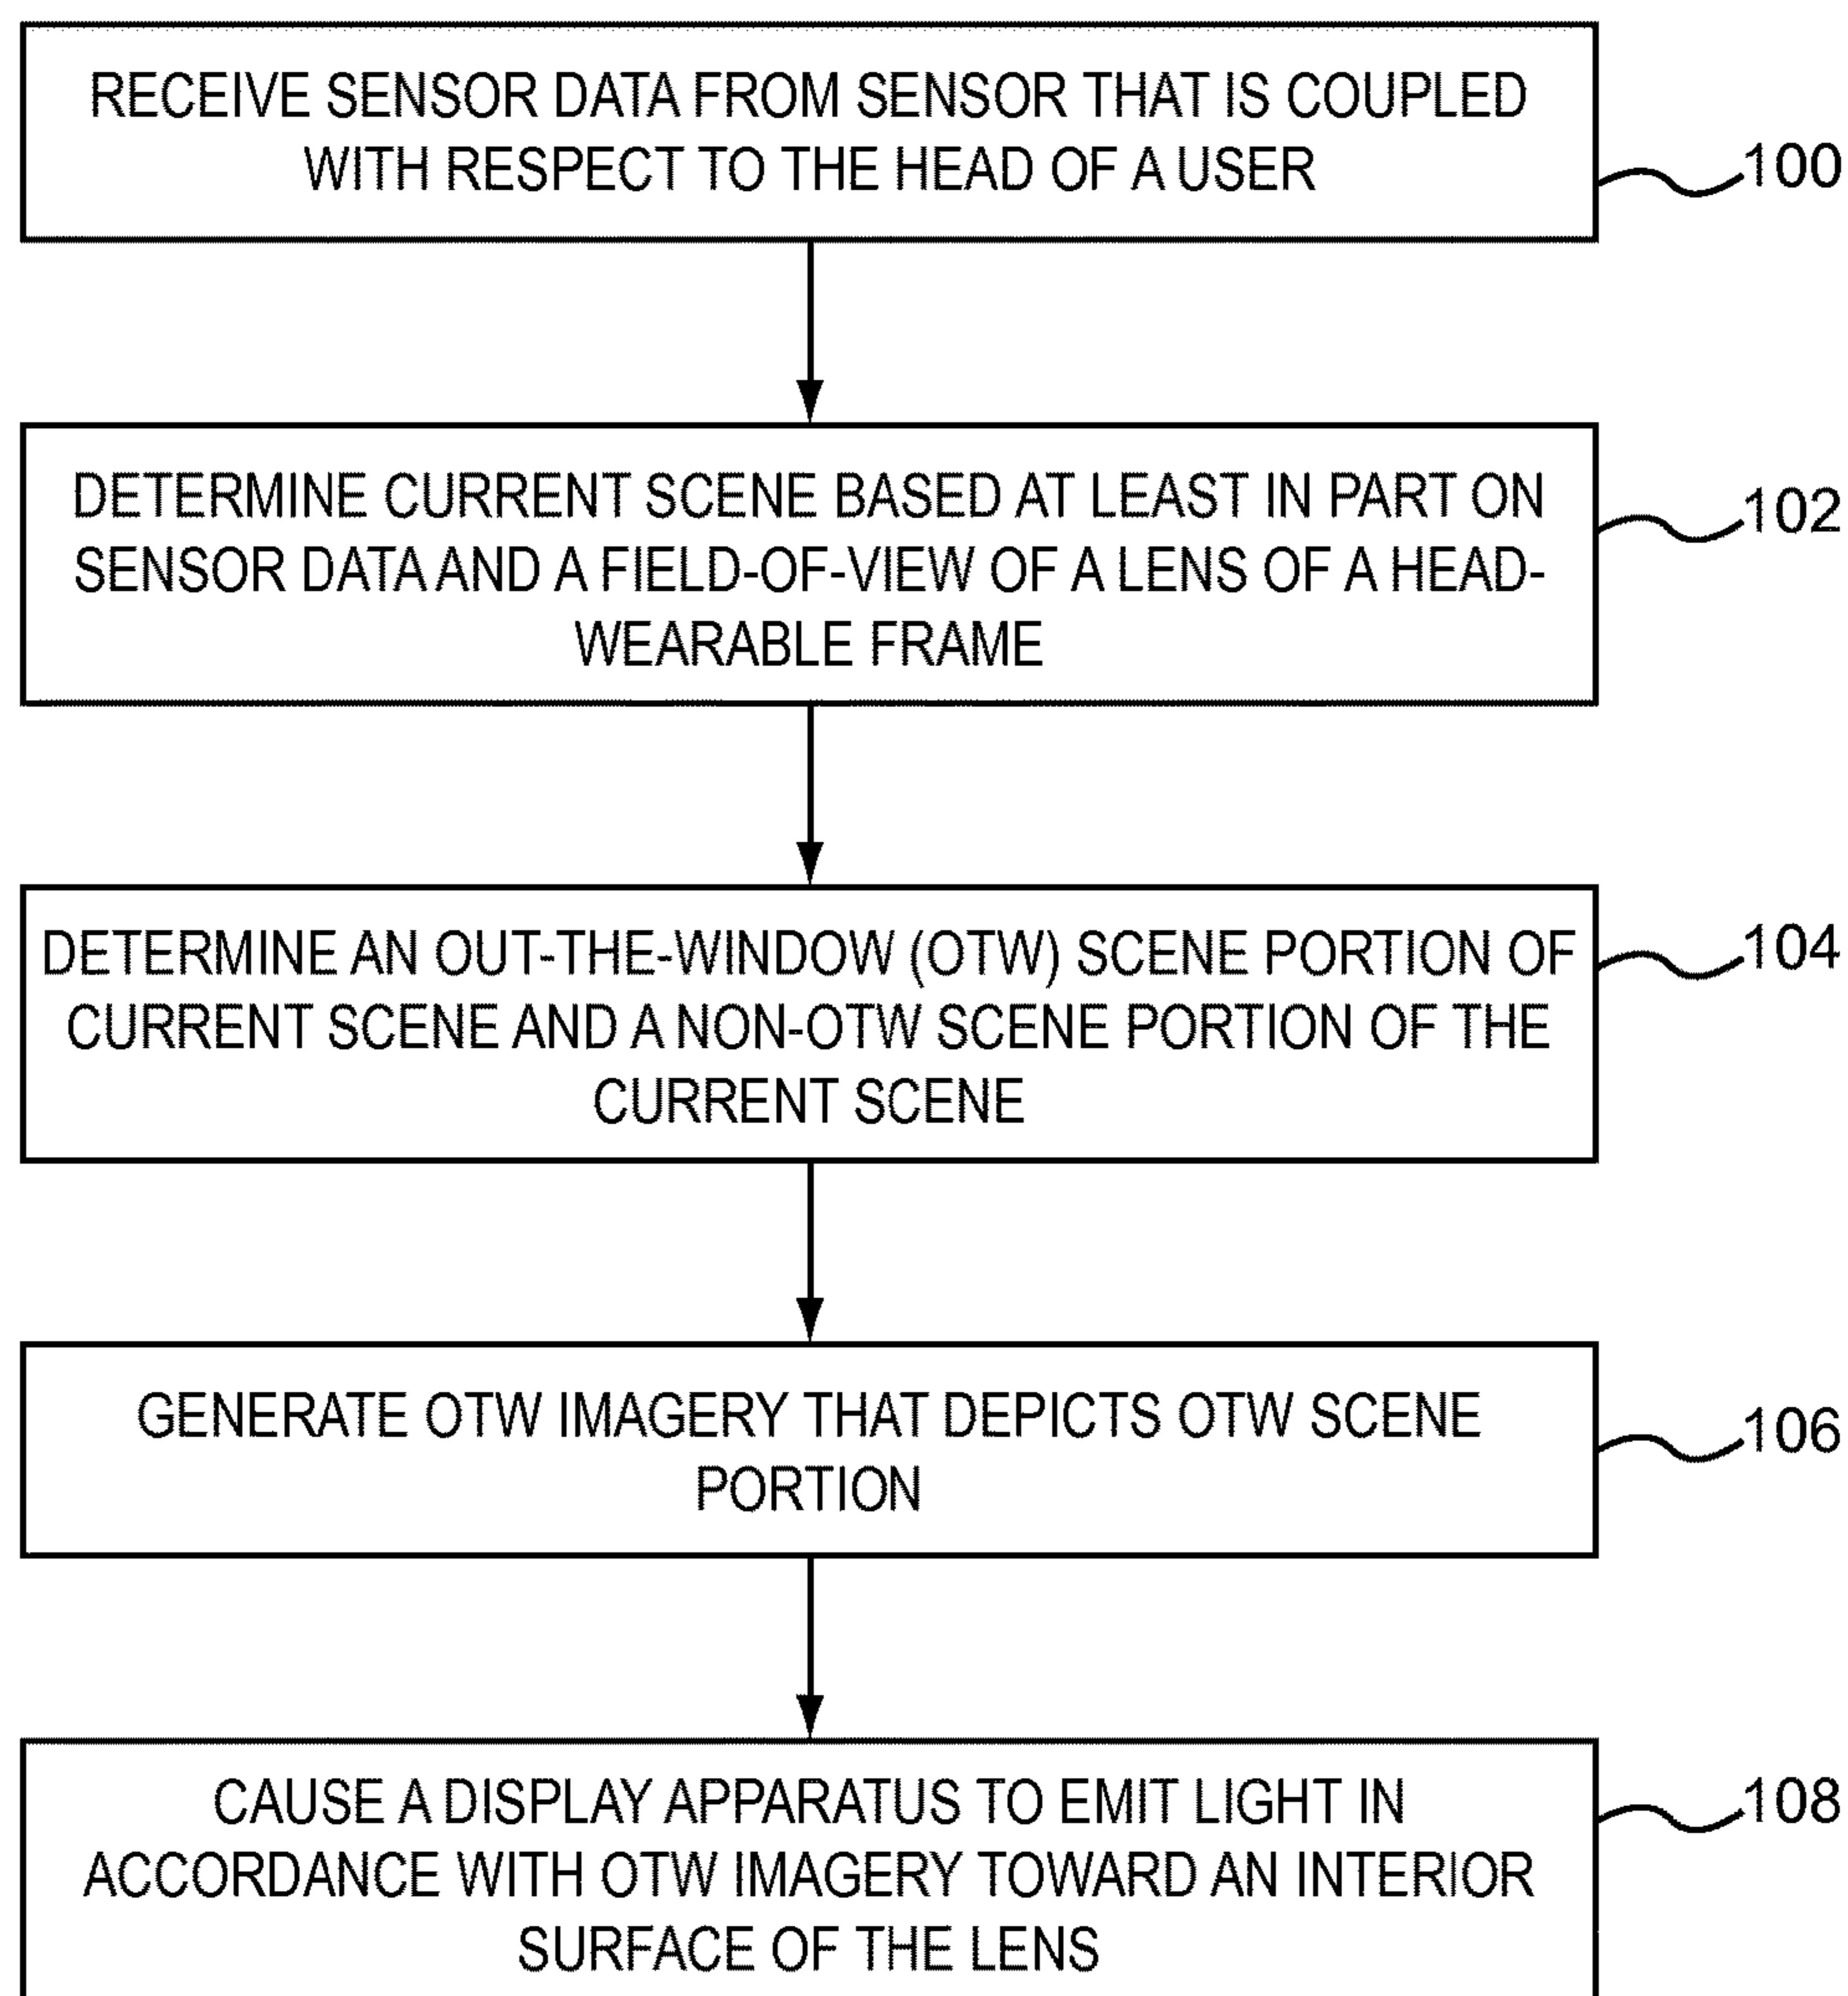 RECEIVE SENSOR DATA FROM SENSOR THAT IS COUPLED
WITH RESPECT TO THE HEAD OF A USER
100
DETERMINE CURRENT SCENE BASED AT LEAST IN PART ON
SENSOR DATA AND A FIELD-OF-VIEW OF A LENS OF A HEAD-
WEARABLE FRAME
102
DETERMINE AN OUT-THE-WINDOW (OTW) SCENE PORTION OF
CURRENT SCENE AND A NON-OTW SCENE PORTION OF THE
CURRENT SCENE
104
GENERATE OTW IMAGERY THAT DEPICTS OTW SCENE
PORTION
106
CAUSE A DISPLAY APPARATUS TO EMIT LIGHT IN
ACCORDANCE WITH OTW IMAGERY TOWARD AN INTERIOR
SURFACE OF THE LENS
108